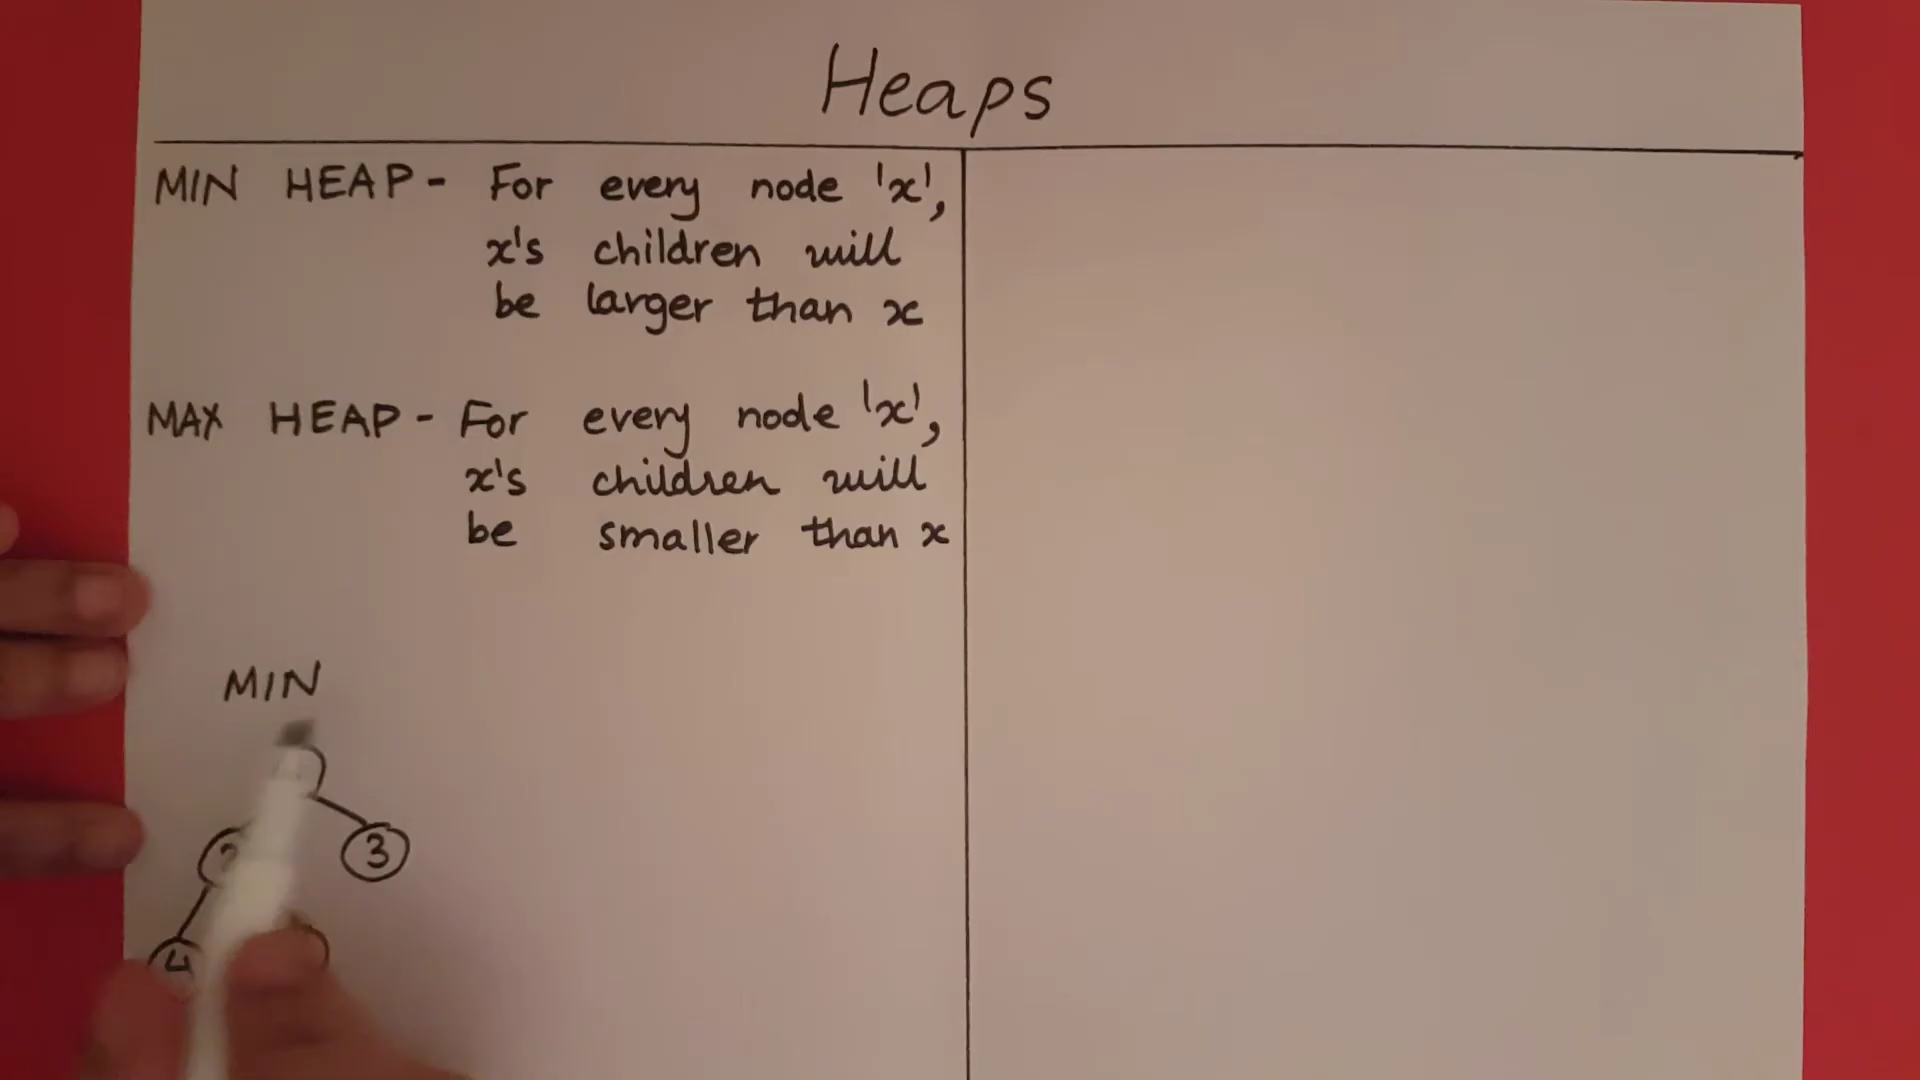 Heaps
MIN HEAP - For every node 'x',
x's children will
be larger than x
MAX HEAP - For every node 'x',
x's children will
be smaller than x
MIN
3
4